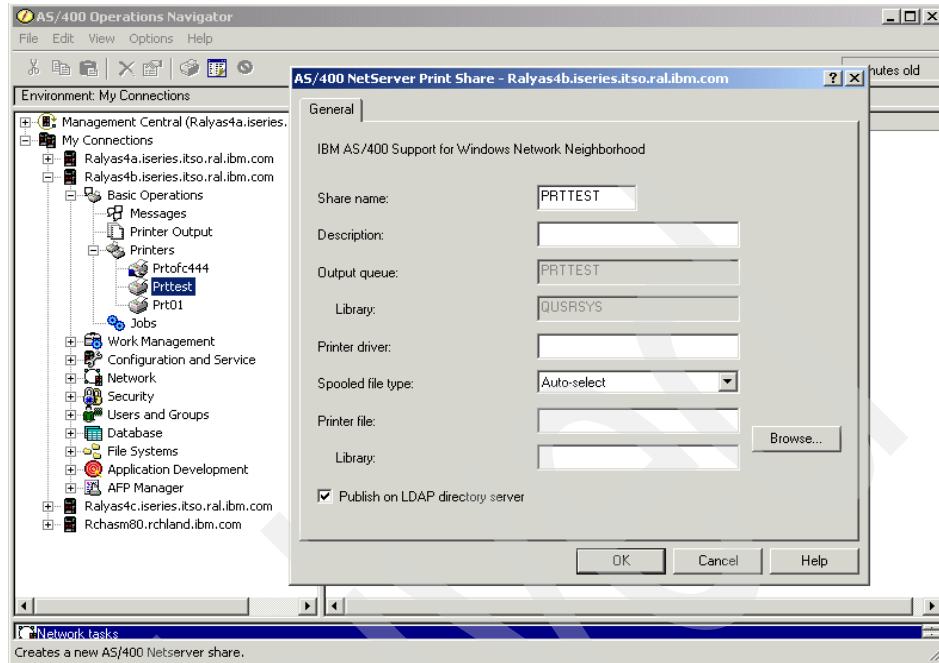 AS/400 Operations Navigator
File Edit View Options Help
nutes old
Environment: My Connections
Management Central (Ralyas4a.iseries.
My Connections
Ralyas4a.iseries.itso.ral.ibm.com
Ralyas4b.iseries.itso.ral.ibm.com
Basic Operations
Messages
Printer Output
Printers
Prtofc444
Prttest
Prt01
Jobs
Work Management
Configuration and Service
Network
Security
Users and Groups
Database
File Systems
Application Development
AFP Manager
Ralyas4c.iseries.itso.ral.ibm.com
Rchasm80.rchland.ibm.com
AS/400 NetServer Print Share - Ralyas4b.iseries.itso.ral.ibm.com
General
IBM AS/400 Support for Windows Network Neighborhood
Share name: PRTTEST
Description:
Output queue: PRTTEST
Library: QUSRSYS
Printer driver:
Spooled file type: Auto-select
Printer file:
Browse...
Library:
Publish on LDAP directory server
OK Cancel Help
Network tasks
Creates a new AS/400 Netserver share.